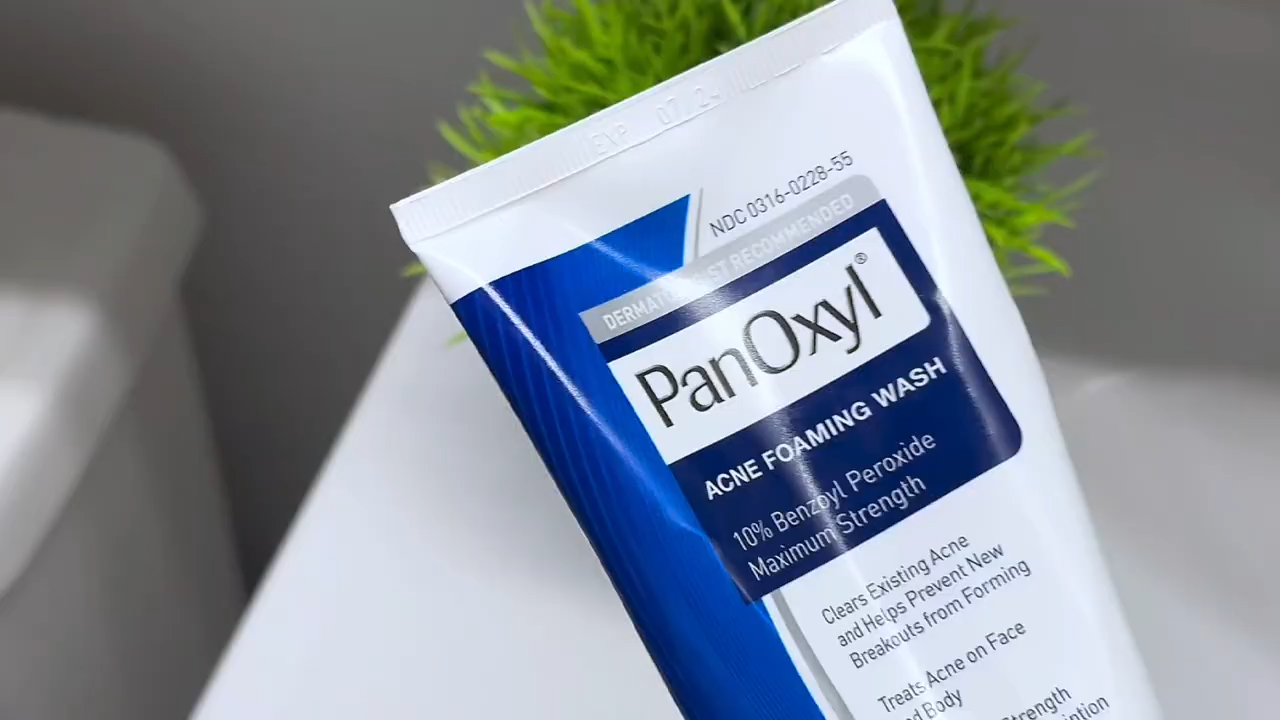 EXP 07 24
NDC 0316-0228-55
RECOMMENDED
PanOxyl®
ACNE FOAMING WASH
10% Benzoyl Peroxide
Maximum Strength
Clears Existing Acne
and Helps Prevent New
Breakouts from Forming
Treats Acne on Face
Body
Strength